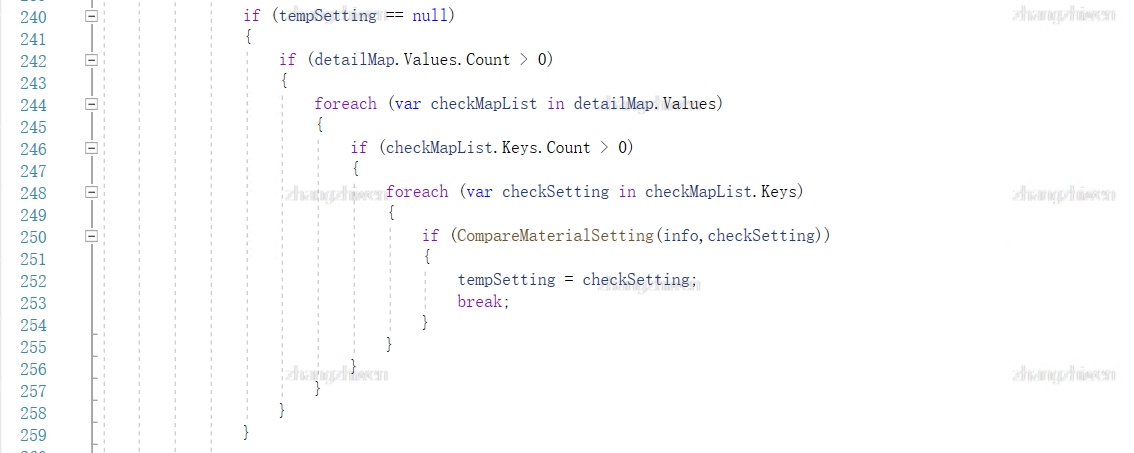 240 if (tempSetting == null)
241 {
242 if (detailMap.Values.Count > 0)
243 {
244 foreach (var checkMapList in detailMap.Values)
245 {
246 if (checkMapList.Keys.Count > 0)
247 {
248 foreach (var checkSetting in checkMapList.Keys)
249 {
250 if (CompareMaterialSetting(info,checkSetting))
251 {
252 tempSetting = checkSetting;
253 break;
254 }
255 }
256 }
257 }
258 }
259 }